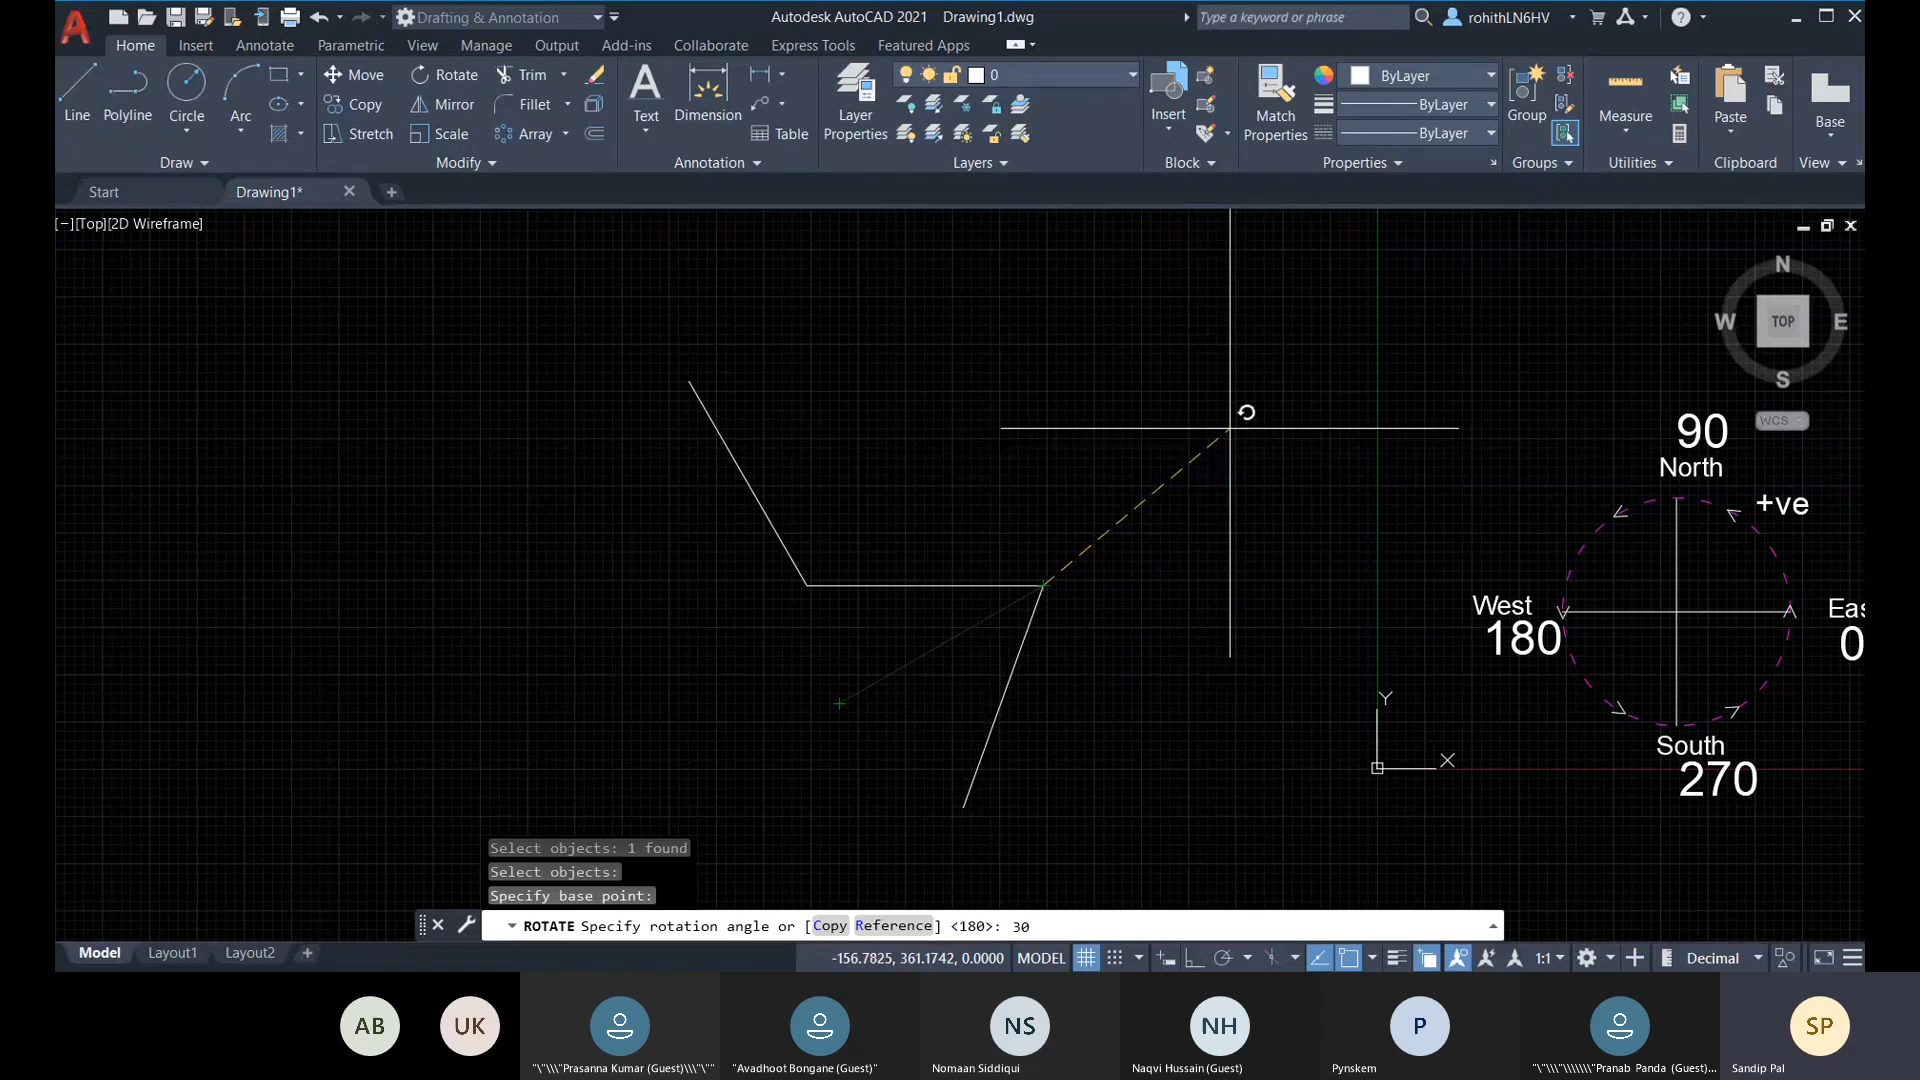 Drafting & Annotation
Autodesk AutoCAD 2021 Drawing1.dwg
Type a keyword or phrase
rohithLN6HV
Home Insert Annotate Parametric View Manage Output Add-ins Collaborate Express Tools Featured Apps
Line
Polyline
Circle
Arc
Move
Rotate
Trim
Copy
Mirror
Fillet
Stretch
Scale
Array
Text
Dimension
Table
Layer
Properties
0
Insert
Match
Properties
ByLayer
ByLayer
ByLayer
Group
Measure
Paste
Base
Draw
Modify
Annotation
Layers
Block
Properties
Groups
Utilities
Clipboard
View
Start
Drawing1*
[−][Top][2D Wireframe]
N
W
TOP
E
S
WCS
90
North
+ve
West
180
Eas
0
South
270
Y
X
Select objects: 1 found
Select objects:
Specify base point:
ROTATE Specify rotation angle or [Copy Reference] <180>: 30
Model Layout1 Layout2
-156.7825, 361.1742, 0.0000 MODEL
1:1
Decimal
AB
UK
NS
NH
P
SP
"\"\\\"Prasanna Kumar (Guest)\\\"\""
"Avadhoot Bongane (Guest)"
Nomaan Siddiqui
Naqvi Hussain (Guest)
Pynskem
"\"\\\"\\\\\\\"Pranab Panda (Guest)...
Sandip Pal